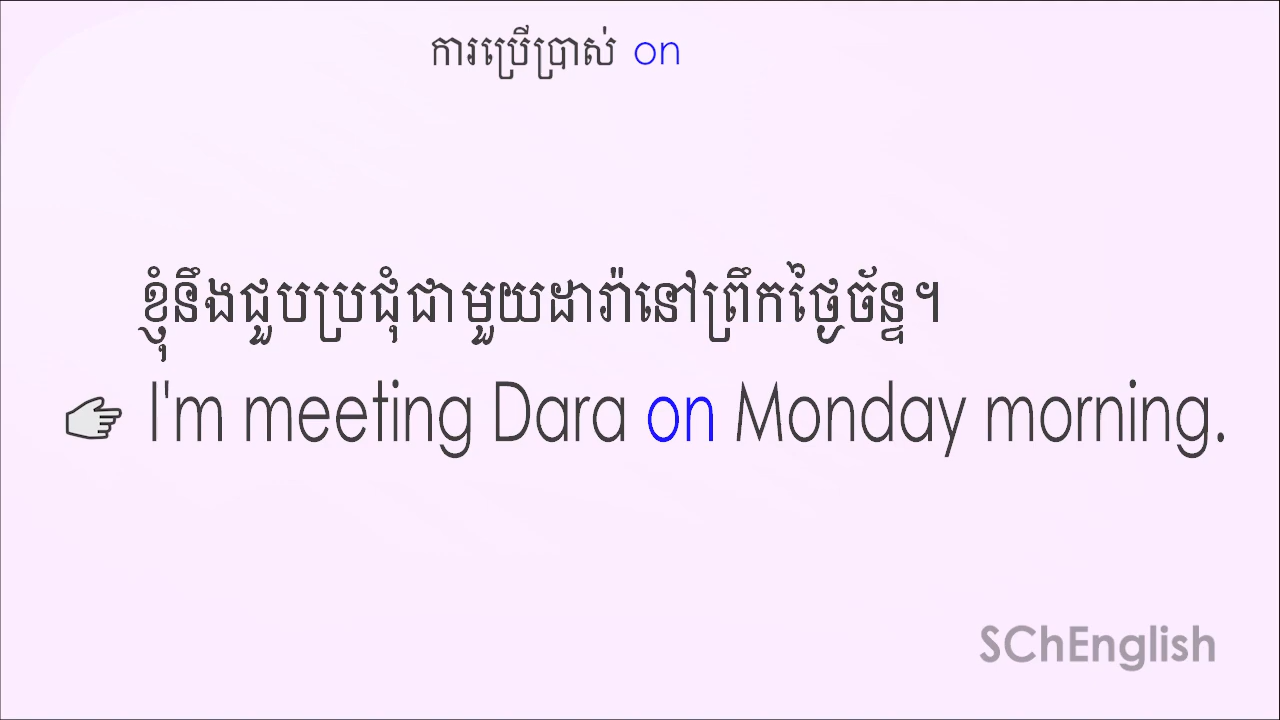 ការប្រើប្រាស់ on
ខ្ញុំនឹងជួបប្រជុំជាមួយដារ៉ានៅព្រឹកថ្ងៃច័ន្ទ។
I'm meeting Dara on Monday morning.
SChEnglish